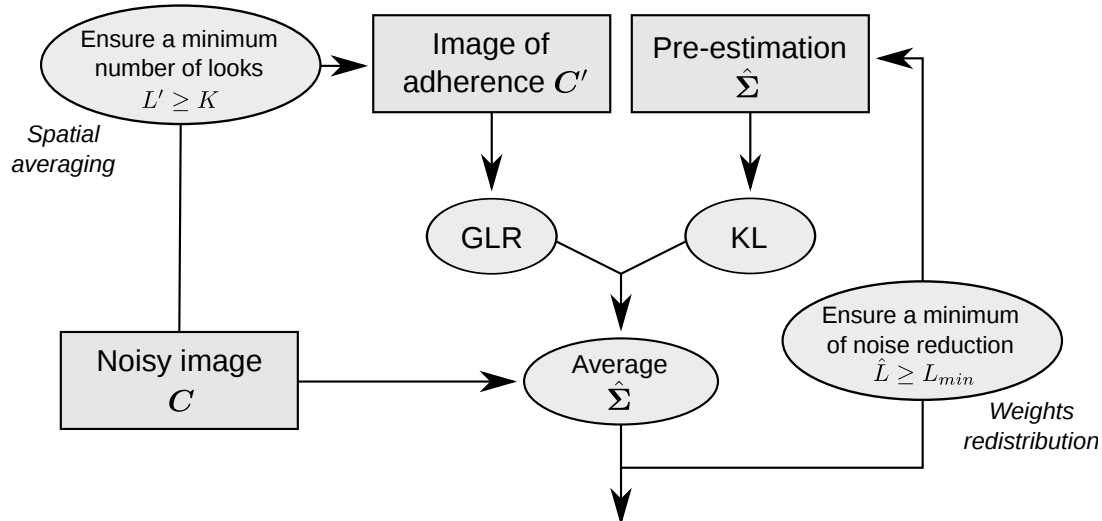 Ensure a minimum
number of looks
L′ ≥ K
Spatial
averaging
Image of
adherence C′
Pre-estimation
Σ̂
GLR
KL
Noisy image
C
Average
Σ̂
Ensure a minimum
of noise reduction
L̂ ≥ L_min
Weights
redistribution